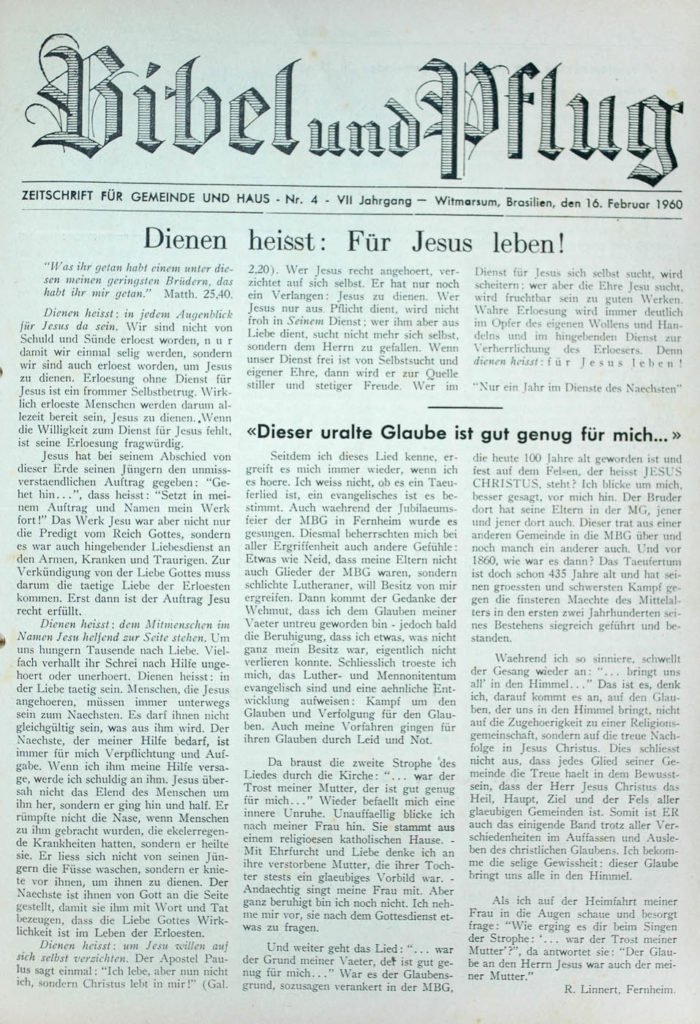 Bibel und Pflug
ZEITSCHRIFT FÜR GEMEINDE UND HAUS - Nr. 4 - VII Jahrgang — Witmarsum, Brasilien, den 16. Februar 1960
Dienen heisst: Für Jesus leben!
"Was ihr getan habt einem unter die-
sen meinen geringsten Brüdern, das
habt ihr mir getan." Matth. 25,40.
Dienen heisst: in jedem Augenblick
für Jesus da sein. Wir sind nicht von
Schuld und Sünde erloest worden, n u r
damit wir einmal selig werden, sondern
wir sind auch erloest worden, um Jesus
zu dienen. Erloesung ohne Dienst für
Jesus ist ein frommer Selbstbetrug. Wirk-
lich erloeste Menschen werden darum al-
lezeit bereit sein, Jesus zu dienen. Wenn
die Willigkeit zum Dienst für Jesus fehlt,
ist seine Erloesung fragwürdig.
Jesus hat bei seinem Abschied von
dieser Erde seinen Jüngern den unmiss-
verstaendlichen Auftrag gegeben: "Ge-
het hin...", dass heisst: "Setzt in mei-
nem Auftrag und Namen mein Werk
fort!" Das Werk Jesu war aber nicht nur
die Predigt vom Reich Gottes, sondern
es war auch hingebender Liebesdienst an
den Armen, Kranken und Traurigen. Zur
Verkündigung von der Liebe Gottes muss
darum die taetige Liebe der Erloesten
kommen. Erst dann ist der Auftrag Jesu
recht erfüllt.
Dienen heisst: dem Mitmenschen im
Namen Jesu helfend zur Seite stehen. Um
uns hungern Tausende nach Liebe. Viel-
fach verhallt ihr Schrei nach Hilfe unge-
hoert oder unerhoert. Dienen heisst: in
der Liebe taetig sein. Menschen, die Jesus
angehoeren, müssen immer unterwegs
sein zum Naechsten. Es darf ihnen nicht
gleichgültig sein, was aus ihm wird. Der
Naechste, der meiner Hilfe bedarf, ist
immer für mich Verpflichtung und Auf-
gabe. Wenn ich ihm meine Hilfe versa-
ge, werde ich schuldig an ihm. Jesus über-
sah nicht das Elend des Menschen um
ihn her, sondern er ging hin und half. Er
rümpfte nicht die Nase, wenn Menschen
zu ihm gebracht wurden, die ekelerregen-
de Krankheiten hatten, sondern er heilte
sie. Er liess sich nicht von seinen Jün-
gern die Füsse waschen, sondern er knie-
te vor ihnen, um ihnen zu dienen. Der
Naechste ist ihnen von Gott an die Seite
gestellt, damit sie ihm mit Wort und Tat
bezeugen, dass die Liebe Gottes Wirk-
lichkeit ist im Leben der Erloesten.
Dienen heisst: um Jesu willen auf
sich selbst verzichten. Der Apostel Pau-
lus sagt einmal: "Ich lebe, aber nun nicht
ich, sondern Christus lebt in mir!" (Gal.
2,20). Wer Jesus recht angehoert, ver-
zichtet auf sich selbst. Er hat nur noch
ein Verlangen: Jesus zu dienen. Wer
Jesus nur aus Pflicht dient, wird nicht
froh in Seinem Dienst; wer ihm aber aus
Liebe dient, sucht nicht mehr sich selbst,
sondern dem Herrn zu gefallen. Wenn
unser Dienst frei ist von Selbstsucht und
eigener Ehre, dann wird er zur Quelle
stiller und stetiger Freude. Wer im
Dienst für Jesus sich selbst sucht, wird
scheitern; wer aber die Ehre Jesu sucht,
wird fruchtbar sein zu guten Werken.
Wahre Erloesung wird immer deutlich
im Opfer des eigenen Wollens und Han-
delns und im hingebenden Dienst zur
Verherrlichung des Erloesers. Denn
dienen heisst: f ü r J e s u s l e b e n !
"Nur ein Jahr im Dienste des Naechsten"
«Dieser uralte Glaube ist gut genug für mich...»
Seitdem ich dieses Lied kenne, er-
greift es mich immer wieder, wenn ich
es hoere. Ich weiss nicht, ob es ein Tae-
ferlied ist, ein evangelisches ist es be-
stimmt. Auch waehrend der Jubilaeums-
feier der MBG in Fernheim wurde es
gesungen. Diesmal beherrschten mich bei
aller Ergriffenheit auch andere Gefühle:
Etwas wie Neid, dass meine Eltern nicht
auch Glieder der MBG waren, sondern
schlichte Lutheraner, will Besitz von mir
ergreifen. Dann kommt der Gedanke der
Wehmut, dass ich dem Glauben meiner
Vaeter untreu geworden bin - jedoch bald
die Beruhigung, dass ich etwas, was nicht
ganz mein Besitz war, eigentlich nicht
verlieren konnte. Schliesslich troeste ich
mich, das Luther- und Mennonitentum
evangelisch sind und eine aehnliche Ent-
wicklung aufweisen: Kampf um den
Glauben und Verfolgung für den Glau-
ben. Auch meine Vorfahren gingen für
ihren Glauben durch Leid und Not.
Da braust die zweite Strophe des
Liedes durch die Kirche: "... war der
Trost meiner Mutter, der ist gut genug
für mich..." Wieder befaellt mich eine
innere Unruhe. Unauffaellig blicke ich
nach meiner Frau hin. Sie stammt aus
einem religioesen katholischen Hause. -
Mit Ehrfurcht und Liebe denke ich an
ihre verstorbene Mutter, die ihrer Toch-
ter stests ein glaebiges Vorbild war. -
Andaechtig singt meine Frau mit. Aber
ganz beruhigt bin ich noch nicht. Ich neh-
me mir vor, sie nach dem Gottesdienst et-
was zu fragen.
Und weiter geht das Lied: "... war
der Grund meiner Vaeter, der ist gut ge-
nug für mich..." War es der Glaubens-
grund, sozusagen verankert in der MBG,
die heute 100 Jahre alt geworden ist und
fest auf dem Felsen, der heisst JESUS
CHRISTUS, steht? Ich blicke um mich,
besser gesagt, vor mich hin. Der Bruder
dort hat seine Eltern in der MG, jener
und jener dort auch. Dieser trat aus einer
anderen Gemeinde in die MBG über und
noch manch ein anderer auch. Und vor
1860, wie war es dann? Das Taeufertum
ist doch schon 435 Jahre alt und hat sei-
nen groessten und schwersten Kampf ge-
gen die finsteren Maechte des Mittelal-
ters in den ersten zwei Jahrhunderten sei-
nes Bestehens siegreich geführt und be-
standen.
Waehrend ich so sinniere, schwellt
der Gesang wieder an: "... bringt uns
all' in den Himmel..." Das ist es, denk
ich, darauf kommt es an, auf den Glau-
ben, der uns in den Himmel bringt, nicht
auf die Zugehoerigkeit zu einer Religions-
gemeinschaft, sondern auf die treue Nach-
folge in Jesus Christus. Dies schliesst
nicht aus, dass jedes Glied seiner Ge-
meinde die Treue haelt in dem Bewusst-
sein, dass der Herr Jesus Christus das
Heil, Haupt, Ziel und der Fels aller
glaeubigen Gemeinden ist. Somit ist ER
auch das einigende Band trotz aller Ver-
schiedenheiten im Auffassen und Ausle-
ben des christlichen Glaubens. Ich bekom-
me die selige Gewissheit: dieser Glaube
bringt uns alle in den Himmel.
Als ich auf der Heimfahrt meiner
Frau in die Augen schaue und besorgt
frage: "Wie erging es dir beim Singen
der Strophe: '... war der Trost meiner
Mutter'?", da antwortet sie: "Der Glau-
be an den Herrn Jesus war auch der mei-
ner Mutter."
R. Linnert, Fernheim.